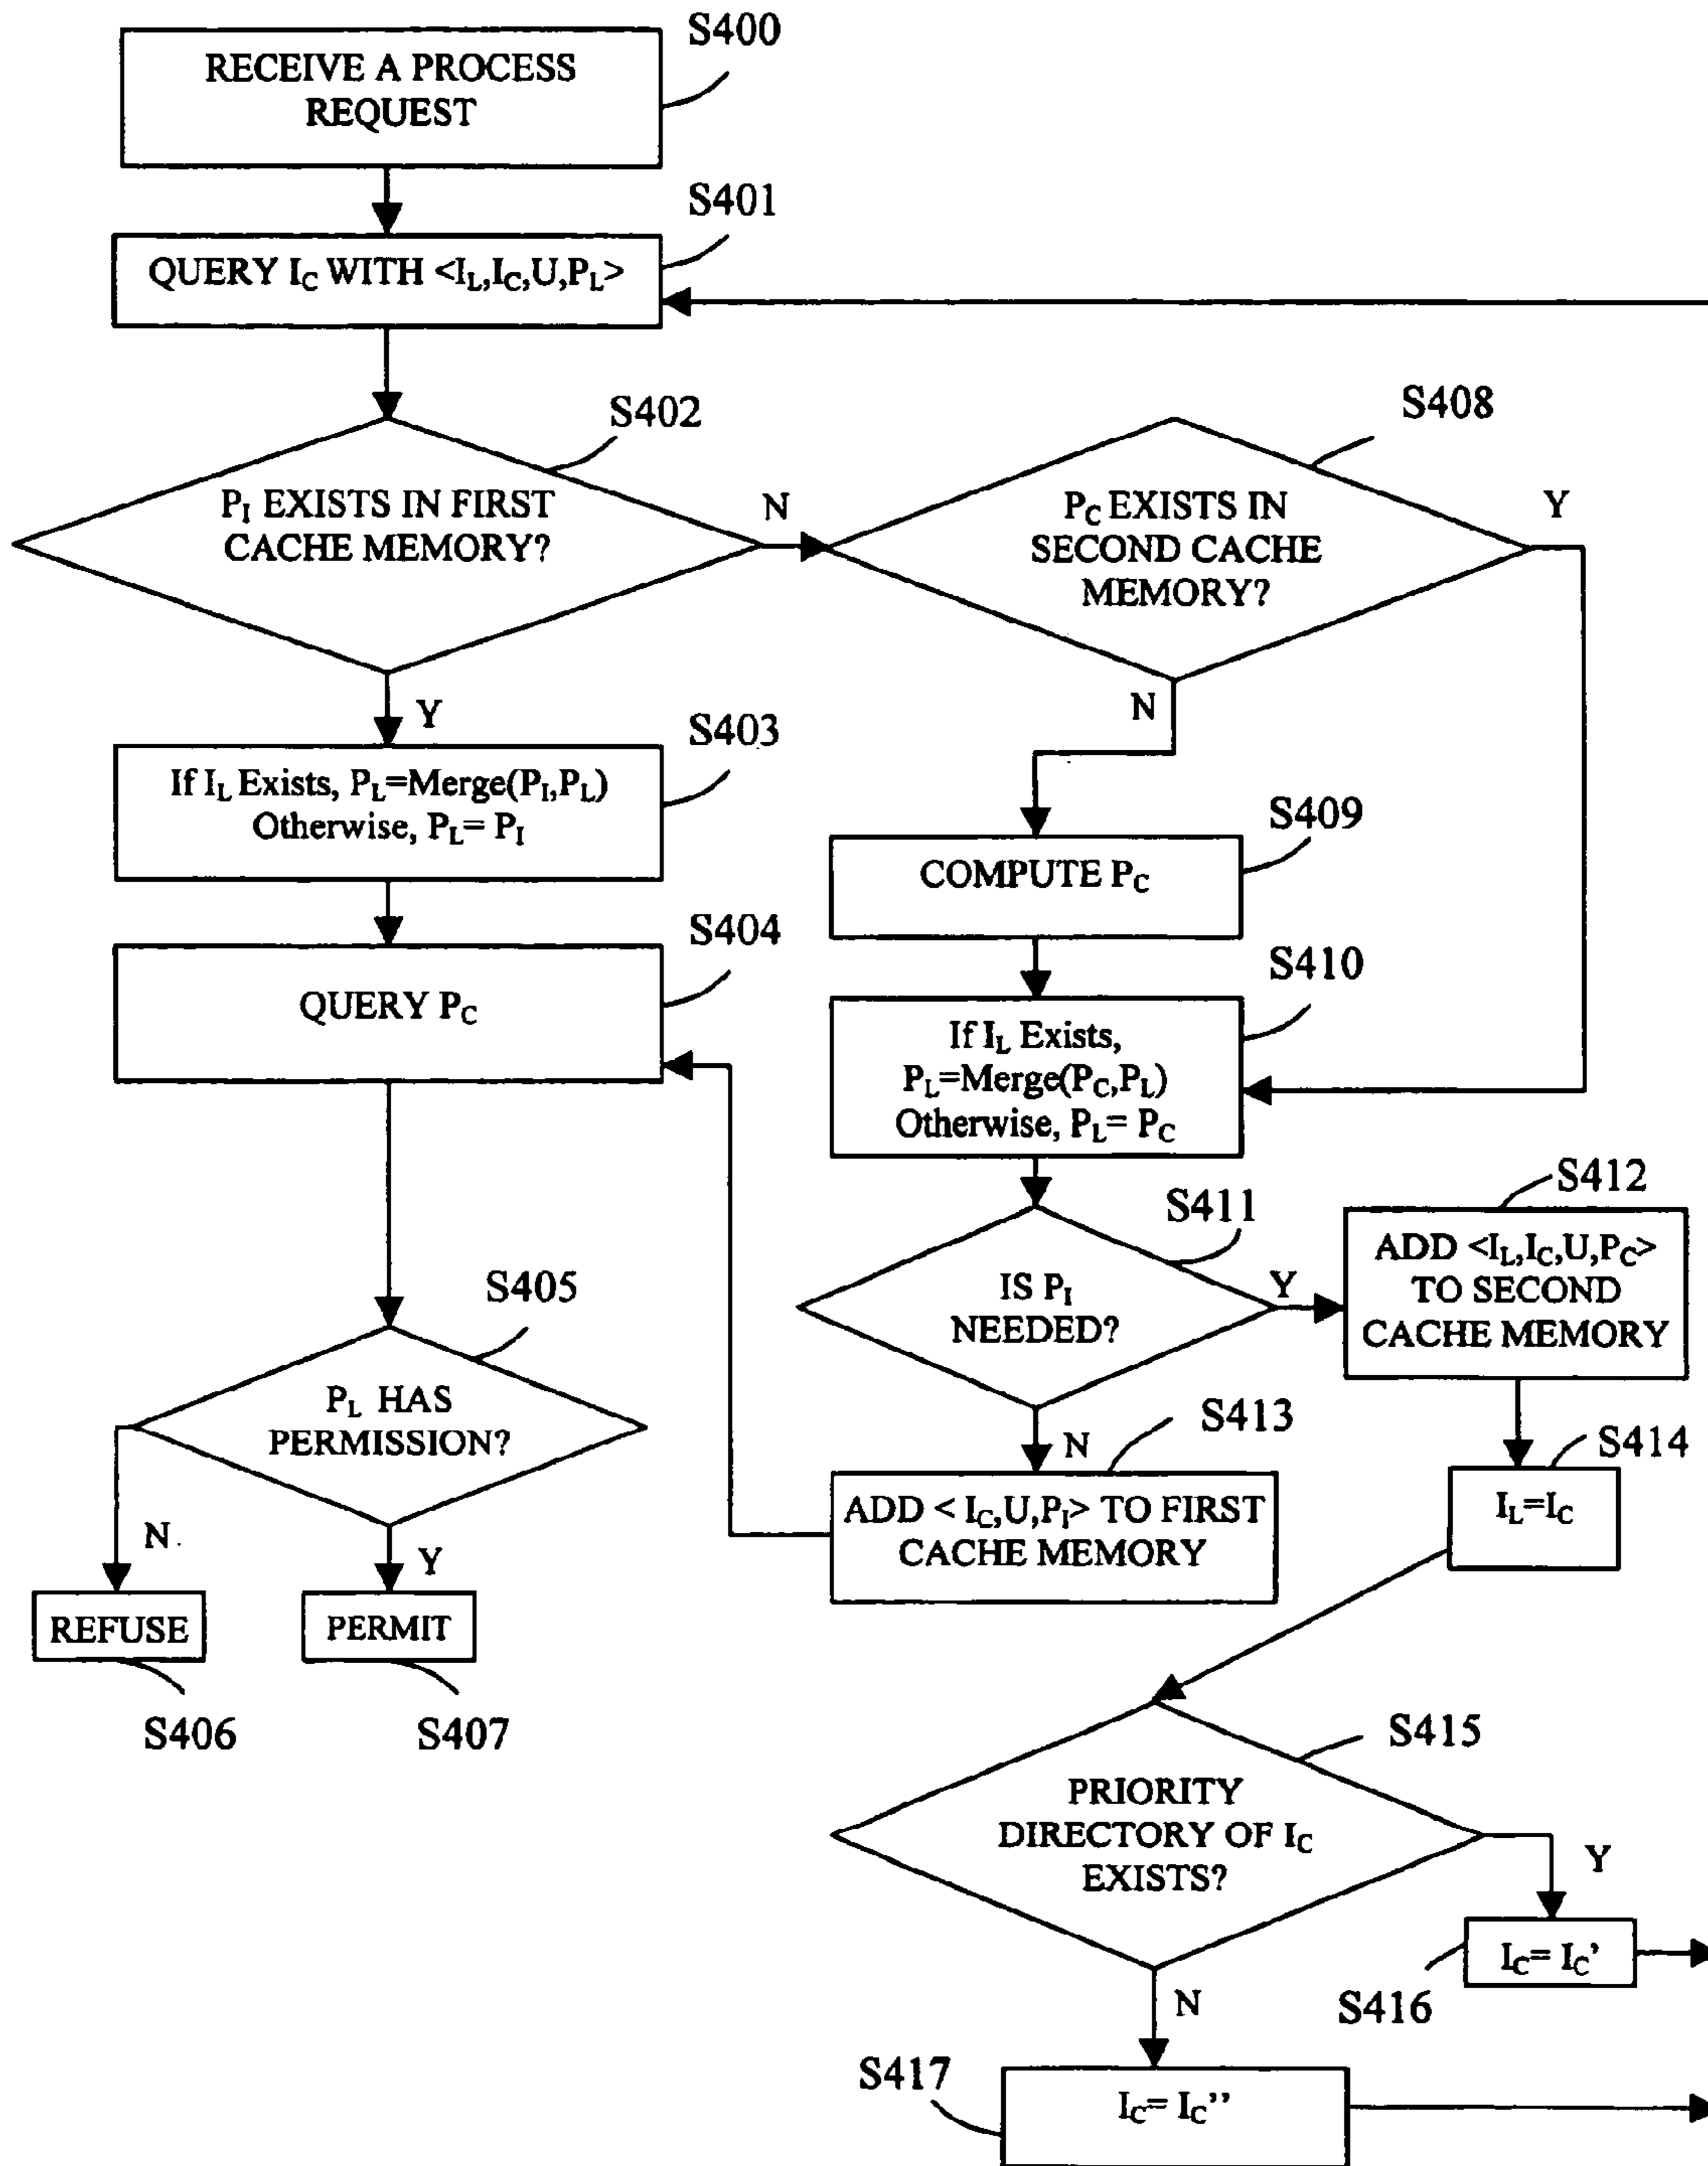 S400
RECEIVE A PROCESS
REQUEST
S401
QUERY I_C WITH <I_L,I_C,U,P_L>
S402
P_I EXISTS IN FIRST
CACHE MEMORY?
N
Y
S408
P_C EXISTS IN
SECOND CACHE
MEMORY?
Y
N
S403
If I_L Exists, P_L=Merge(P_I,P_L)
Otherwise, P_L= P_I
S409
COMPUTE P_C
S404
QUERY P_C
S410
If I_L Exists,
P_L=Merge(P_C,P_L)
Otherwise, P_L= P_C
S411
IS P_I
NEEDED?
Y
N
S412
ADD <I_L,I_C,U,P_C>
TO SECOND
CACHE MEMORY
S405
P_L HAS
PERMISSION?
N
Y
S413
ADD < I_C,U,P_I> TO FIRST
CACHE MEMORY
S414
I_L=I_C
REFUSE
PERMIT
S406
S407
S415
PRIORITY
DIRECTORY OF I_C
EXISTS?
Y
N
I_C= I_C’
S416
S417
I_C= I_C’’